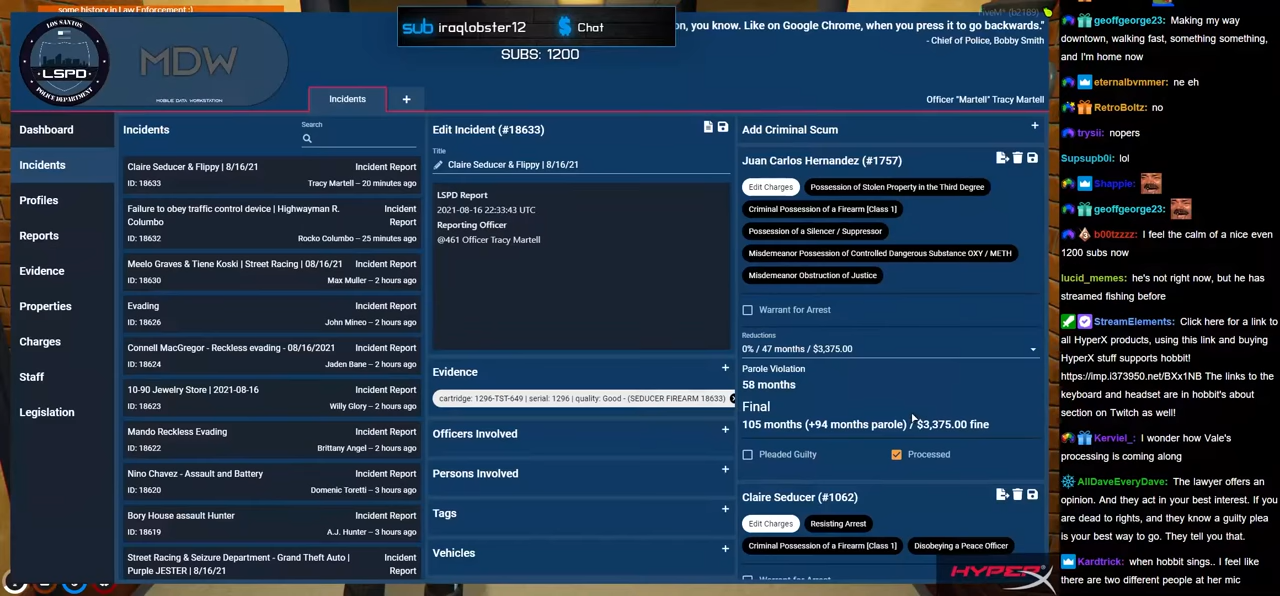 some history in Law Enforcement :)
LSPD
POLICE DEPARTMENT
MDW
MOBILE DATA WORKSTATION
sub iraqlobster12 $ Chat
SUBS: 1200
on, you know. Like on Google Chrome, when you press it to go backwards."
- Chief of Police, Bobby Smith
FiveM® (b2189)
Incidents
+
Officer "Martell" Tracy Martell
Dashboard
Incidents
Profiles
Reports
Evidence
Properties
Charges
Staff
Legislation
Incidents
Search
Claire Seducer & Flippy | 8/16/21 Incident Report
ID: 18633 Tracy Martell – 20 minutes ago
Failure to obey traffic control device | Highwayman R. Incident
Columbo Report
ID: 18632 Rocko Columbo – 25 minutes ago
Meelo Graves & Tiene Koski | Street Racing | 08/16/21 Incident Report
ID: 18630 Max Muller – 2 hours ago
Evading Incident Report
ID: 18626 John Mineo – 2 hours ago
Connell MacGregor - Reckless evading - 08/16/2021 Incident Report
ID: 18624 Jaden Bane – 2 hours ago
10-90 Jewelry Store | 2021-08-16 Incident Report
ID: 18623 Willy Glory – 2 hours ago
Mando Reckless Evading Incident Report
ID: 18622 Brittany Angel – 2 hours ago
Nino Chavez - Assault and Battery Incident Report
ID: 18620 Domenic Toretti – 3 hours ago
Bory House assault Hunter Incident Report
ID: 18619 A.J. Hunter – 3 hours ago
Street Racing & Seizure Department - Grand Theft Auto | Incident
Purple JESTER | 8/16/21 Report
Edit Incident (#18633)
Title
Claire Seducer & Flippy | 8/16/21
LSPD Report
2021-08-16 22:33:43 UTC
Reporting Officer
@461 Officer Tracy Martell
Evidence +
cartridge: 1296-TST-649 | serial: 1296 | quality: Good - (SEDUCER FIREARM 18633)
Officers Involved +
Persons Involved +
Tags +
Vehicles +
Add Criminal Scum +
Juan Carlos Hernandez (#1757)
Edit Charges Possession of Stolen Property in the Third Degree
Criminal Possession of a Firearm [Class 1]
Possession of a Silencer / Suppressor
Misdemeanor Possession of Controlled Dangerous Substance OXY / METH
Misdemeanor Obstruction of Justice
Warrant for Arrest
Reductions
0% / 47 months / $3,375.00
Parole Violation
58 months
Final
105 months (+94 months parole) / $3,375.00 fine
Pleaded Guilty Processed
Claire Seducer (#1062)
Edit Charges Resisting Arrest
Criminal Possession of a Firearm [Class 1] Disobeying a Peace Officer
Warrant for Arrest
HYPERX
geoffgeorge23: Making my way
downtown, walking fast, something something,
and I'm home now
eternalbvmmer: ne eh
RetroBoltz: no
trysii: nopers
Supsupb0i: lol
Shappie:
geoffgeorge23:
b00tzzzz: I feel the calm of a nice even
1200 subs now
lucid_memes: he's not right now, but he has
streamed fishing before
StreamElements: Click here for a link to
all HyperX products, using this link and buying
HyperX stuff supports hobbit!
https://imp.i373950.net/BXx1NB The links to the
keyboard and headset are in hobbit's about
section on Twitch as well!
Kerviel_: I wonder how Vale's
processing is coming along
AllDaveEveryDave: The lawyer offers an
opinion. And they act in your best interest. If you
are dead to rights, and they know a guilty plea
is your best way to go. They tell you that.
Kardtrick: when hobbit sings.. I feel like
there are two different people at her mic